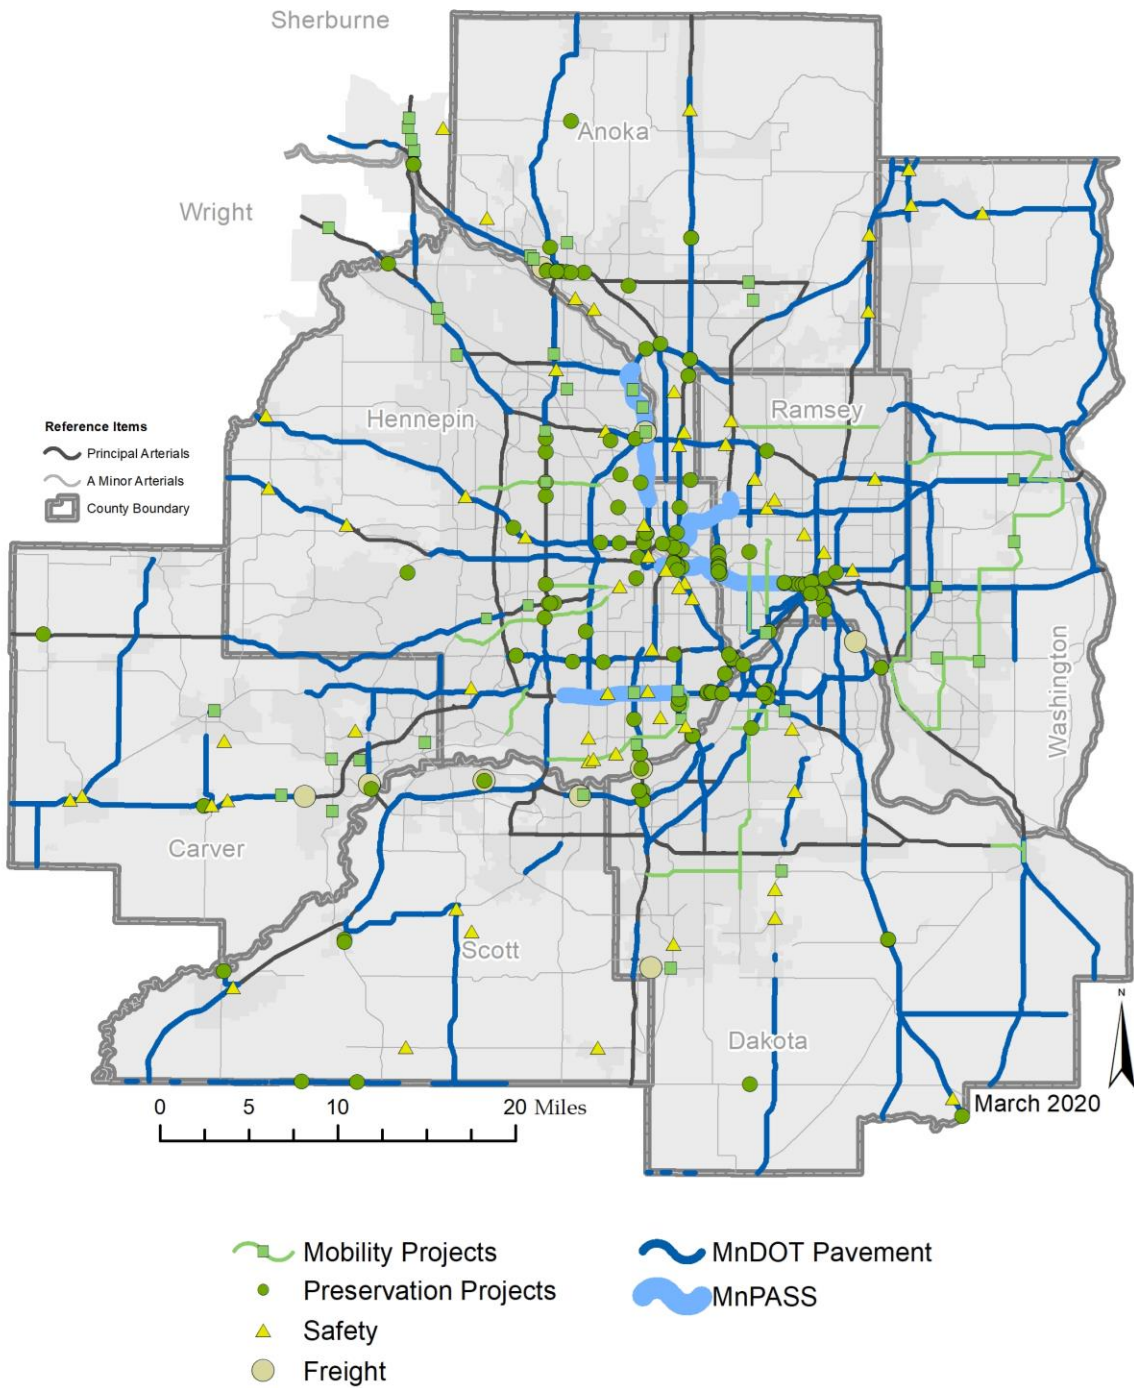 Sherburne
Anoka
Wright
Hennepin
Ramsey
Reference Items
Principal Arterials
A Minor Arterials
County Boundary
Washington
Carver
Scott
Dakota
N
March 2020
0 5 10 20 Miles
Mobility Projects
Preservation Projects
Safety
Freight
MnDOT Pavement
MnPASS